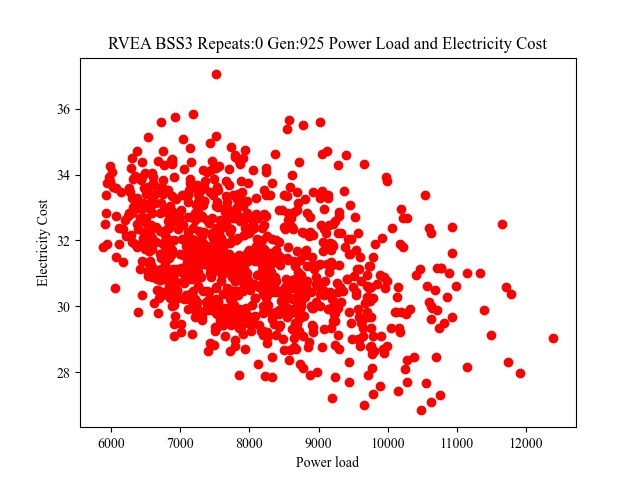 RVEA BSS3 Repeats:0 Gen:925 Power Load and Electricity Cost
36
34
32
30
28
Electricity Cost
6000 7000 8000 9000 10000 11000 12000
Power load